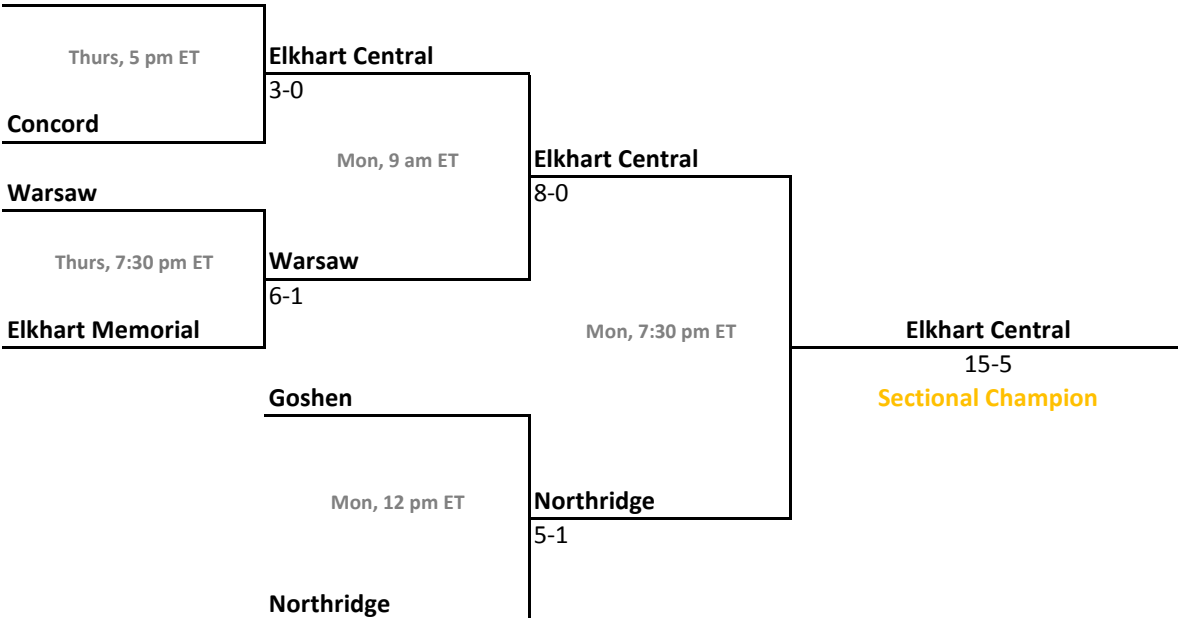 Thurs, 5 pm ET
Elkhart Central
3-0
Concord
Mon, 9 am ET
Elkhart Central
8-0
Warsaw
Thurs, 7:30 pm ET
Warsaw
6-1
Elkhart Memorial
Mon, 7:30 pm ET
Elkhart Central
15-5
Sectional Champion
Goshen
Mon, 12 pm ET
Northridge
5-1
Northridge